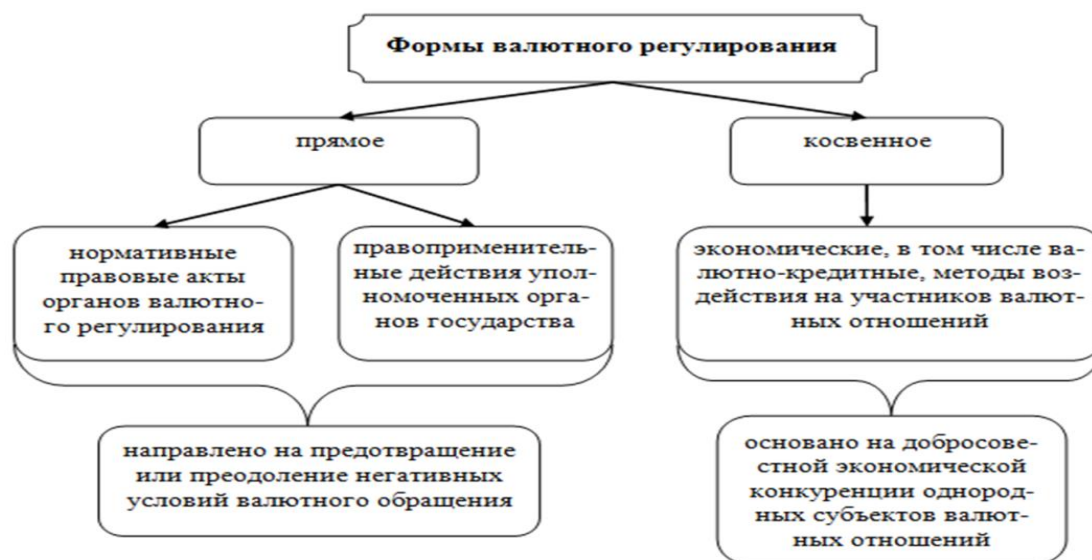 Формы валютного регулирования
прямое
косвенное
нормативные
правовые акты
органов валютно-
го регулирования
правоприменитель-
ные действия упол-
номоченных орга-
нов государства
экономические, в том числе ва-
лютно-кредитные, методы воз-
действия на участников валют-
ных отношений
направлено на предотвращение
или преодоление негативных
условий валютного обращения
основано на добросове-
стной экономической
конкуренции однород-
ных субъектов валют-
ных отношений